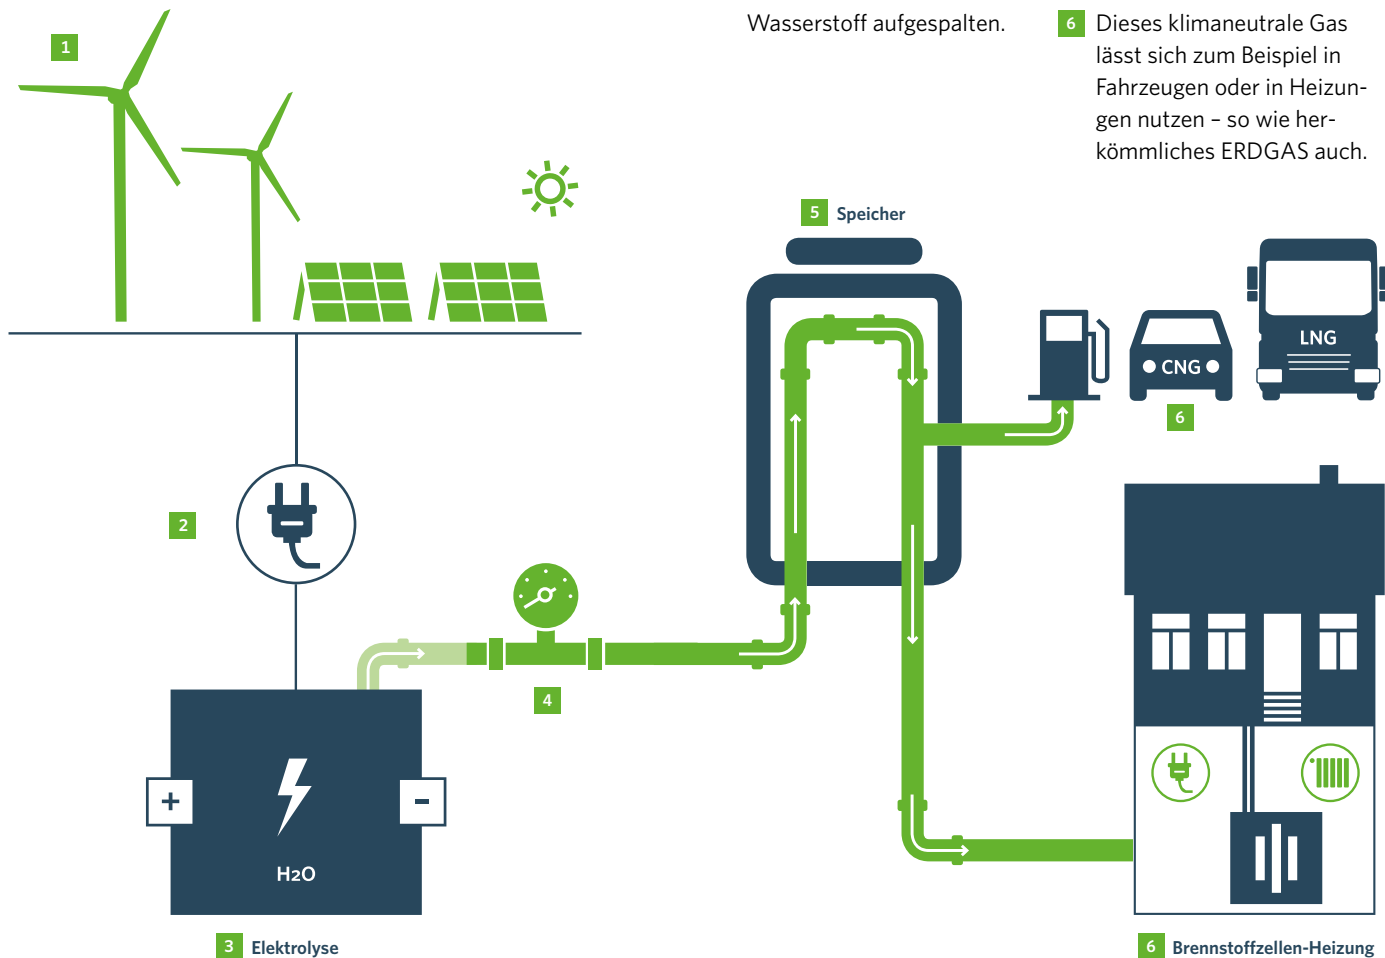 Wasserstoff aufgespalten.
6 Dieses klimaneutrale Gas
lässt sich zum Beispiel in
Fahrzeugen oder in Heizun-
gen nutzen – so wie her-
kömmliches ERDGAS auch.
1
5 Speicher
LNG
CNG
6
2
4
+
-
H2O
3 Elektrolyse
6 Brennstoffzellen-Heizung